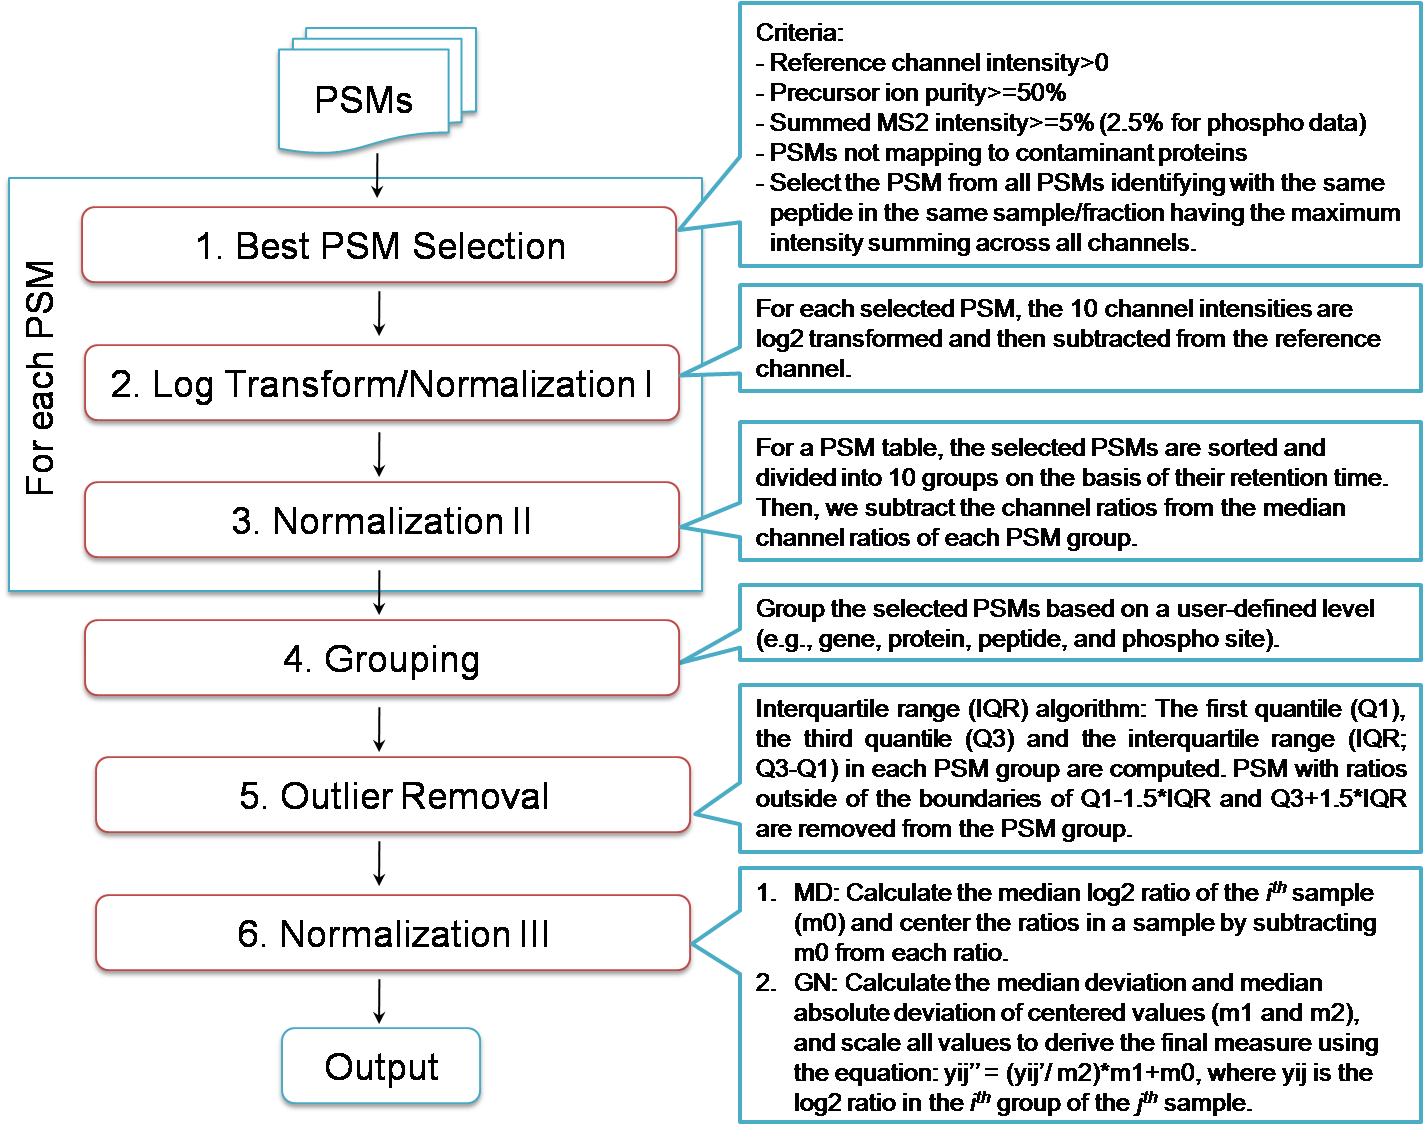 PSMs
For each PSM
1. Best PSM Selection
Criteria:
- Reference channel intensity>0
- Precursor ion purity>=50%
- Summed MS2 intensity>=5% (2.5% for phospho data)
- PSMs not mapping to contaminant proteins
- Select the PSM from all PSMs identifying with the same
peptide in the same sample/fraction having the maximum
intensity summing across all channels.
2. Log Transform/Normalization I
For each selected PSM, the 10 channel intensities are
log2 transformed and then subtracted from the reference
channel.
3. Normalization II
For a PSM table, the selected PSMs are sorted and
divided into 10 groups on the basis of their retention time.
Then, we subtract the channel ratios from the median
channel ratios of each PSM group.
4. Grouping
Group the selected PSMs based on a user-defined level
(e.g., gene, protein, peptide, and phospho site).
5. Outlier Removal
Interquartile range (IQR) algorithm: The first quantile (Q1),
the third quantile (Q3) and the interquartile range (IQR;
Q3-Q1) in each PSM group are computed. PSM with ratios
outside of the boundaries of Q1-1.5*IQR and Q3+1.5*IQR
are removed from the PSM group.
6. Normalization III
1. MD: Calculate the median log2 ratio of the ith sample
(m0) and center the ratios in a sample by subtracting
m0 from each ratio.
2. GN: Calculate the median deviation and median
absolute deviation of centered values (m1 and m2),
and scale all values to derive the final measure using
the equation: yij’’ = (yij’/ m2)*m1+m0, where yij is the
log2 ratio in the ith group of the jth sample.
Output